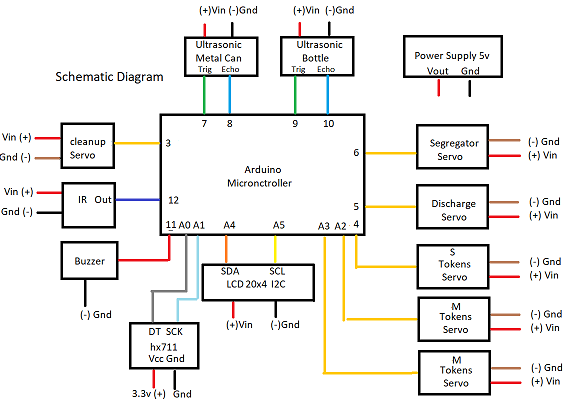 (+)Vin (-)Gnd
(+)Vin (-)Gnd
Ultrasonic
Metal Can
Trig Echo
Ultrasonic
Bottle
Trig Echo
Power Supply 5v
Vout Gnd
Schematic Diagram
7 8 9 10
Vin (+)
Gnd (-)
cleanup
Servo
3
Arduino
Micronctroller
6
Segregator
Servo
(-) Gnd
(+) Vin
Vin (+)
Gnd (-)
IR Out
12
5
Discharge
Servo
(-) Gnd
(+) Vin
11 A0 A1 A4 A5 A3 A2 4
Buzzer
(-) Gnd
SDA SCL
LCD 20x4 I2C
(+)Vin (-)Gnd
S
Tokens
Servo
(-) Gnd
(+) Vin
M
Tokens
Servo
(-) Gnd
(+) Vin
DT SCK
hx711
Vcc Gnd
3.3v (+) Gnd
M
Tokens
Servo
(-) Gnd
(+) Vin